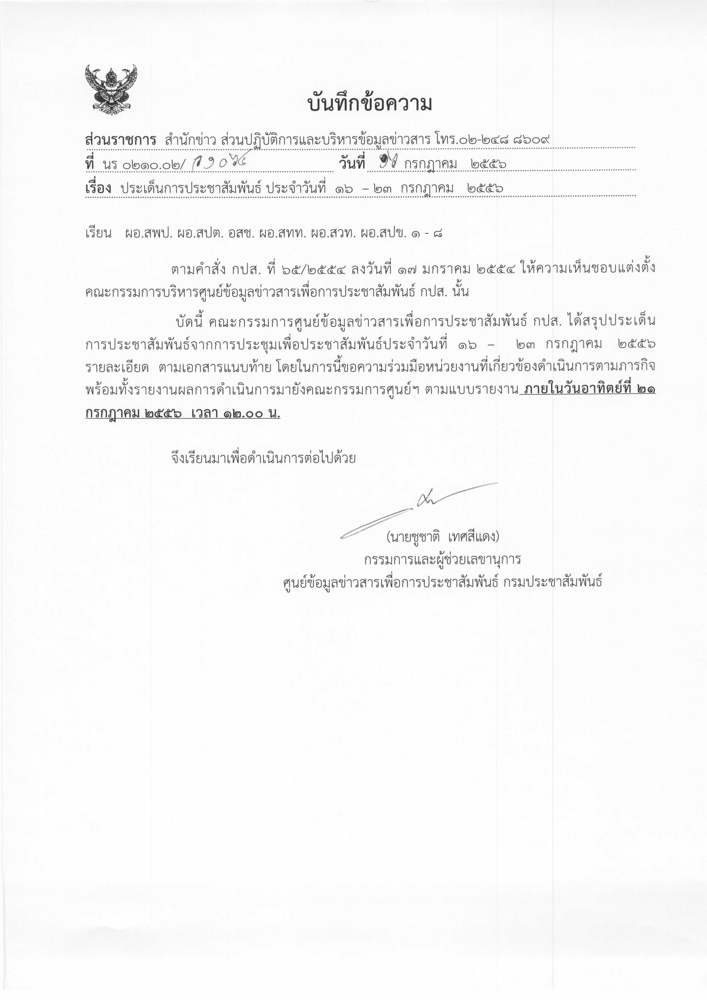 บันทึกข้อความ
ส่วนราชการ สำนักข่าว ส่วนปฏิบัติการและบริหารข้อมูลข่าวสาร โทร.๐๒-๒๔๘ ๘๖๐๙
ที่ นร ๐๒๑๐.๐๒/ วันที่ ๑๖ กรกฎาคม ๒๕๕๖
เรื่อง ประเด็นการประชาสัมพันธ์ ประจำวันที่ ๑๖ – ๒๓ กรกฎาคม ๒๕๕๖
เรียน ผอ.สพป. ผอ.สปต. อสช. ผอ.สทท. ผอ.สวท. ผอ.สปข. ๑ - ๘
ตามคำสั่ง กปส. ที่ ๖๕/๒๕๕๔ ลงวันที่ ๑๗ มกราคม ๒๕๕๔ ให้ความเห็นชอบแต่งตั้ง
คณะกรรมการบริหารศูนย์ข้อมูลข่าวสารเพื่อการประชาสัมพันธ์ กปส. นั้น
บัดนี้ คณะกรรมการศูนย์ข้อมูลข่าวสารเพื่อการประชาสัมพันธ์ กปส. ได้สรุปประเด็น
การประชาสัมพันธ์จากการประชุมเพื่อประชาสัมพันธ์ประจำวันที่ ๑๖ – ๒๓ กรกฎาคม ๒๕๕๖
รายละเอียด ตามเอกสารแนบท้าย โดยในการนี้ขอความร่วมมือหน่วยงานที่เกี่ยวข้องดำเนินการตามภารกิจ
พร้อมทั้งรายงานผลการดำเนินการมายังคณะกรรมการศูนย์ฯ ตามแบบรายงาน ภายในวันอาทิตย์ที่ ๒๑
กรกฎาคม ๒๕๕๖ เวลา ๑๒.๐๐ น.
จึงเรียนมาเพื่อดำเนินการต่อไปด้วย
(นายชูชาติ เทศสีแดง)
กรรมการและผู้ช่วยเลขานุการ
ศูนย์ข้อมูลข่าวสารเพื่อการประชาสัมพันธ์ กรมประชาสัมพันธ์